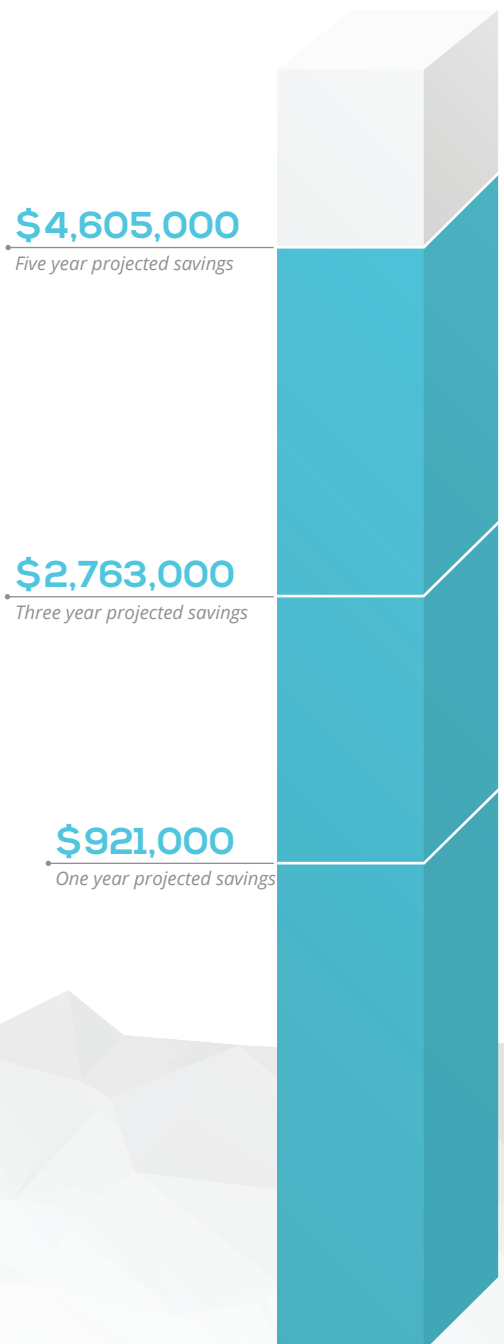 $4,605,000
Five year projected savings
$2,763,000
Three year projected savings
$921,000
One year projected savings